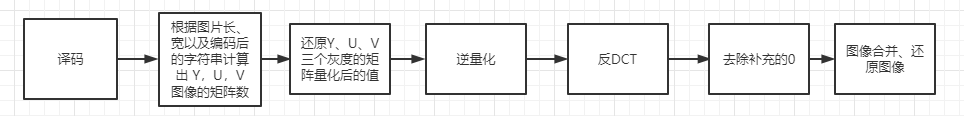 译码
根据图片长、
宽以及编码后
的字符串计算
出 Y，U，V
图像的矩阵数
还原Y、U、V
三个灰度的矩
阵量化后的值
逆量化
反DCT
去除补充的0
图像合并、还
原图像